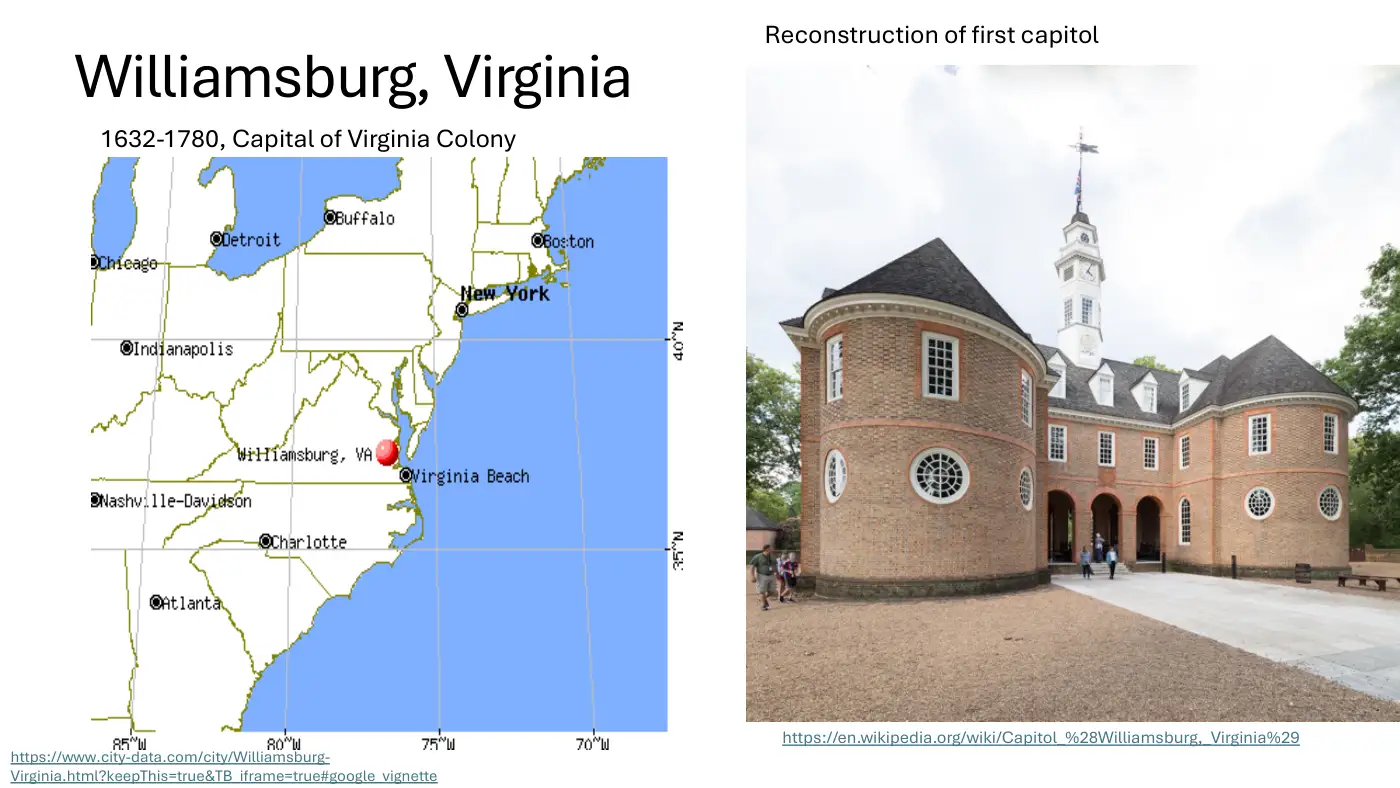 Williamsburg, Virginia
1632-1780, Capital of Virginia Colony
Buffalo
Detroit
Boston
Chicago
New York
40°N
Indianapolis
Williamsburg, VA
Virginia Beach
Nashville-Davidson
Charlotte
35°N
Atlanta
85°W
80°W
75°W
70°W
https://www.city-data.com/city/Williamsburg-
Virginia.html?keepThis=true&TB_iframe=true#google_vignette
Reconstruction of first capitol
https://en.wikipedia.org/wiki/Capitol_%28Williamsburg,_Virginia%29